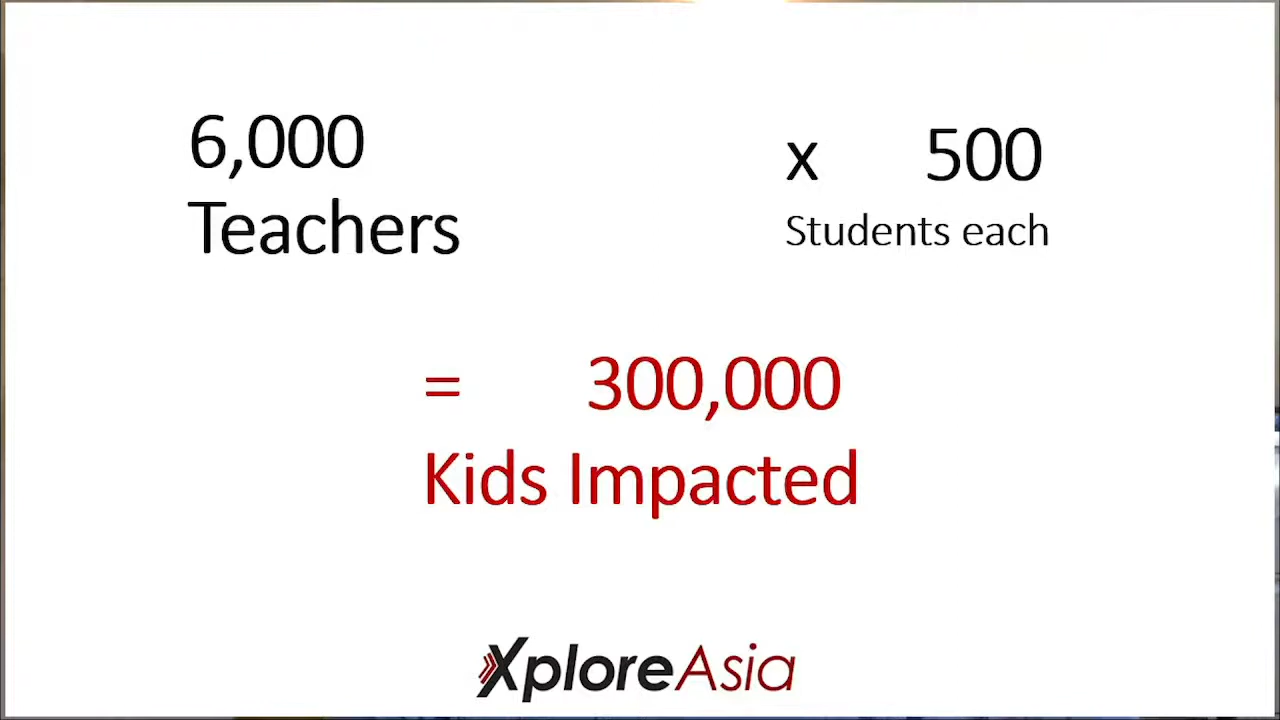 6,000
Teachers
x 500
Students each
= 300,000
Kids Impacted
XploreAsia